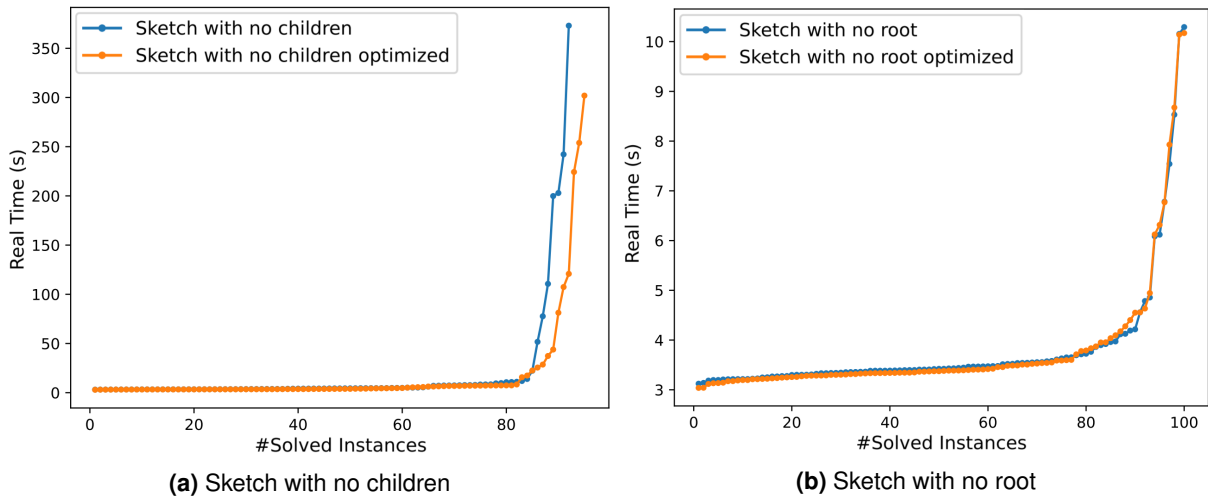 Sketch with no children
Sketch with no children optimized
Real Time (s)
350
300
250
200
150
100
50
0
0 20 40 60 80
#Solved Instances
(a) Sketch with no children
Sketch with no root
Sketch with no root optimized
Real Time (s)
10
9
8
7
6
5
4
3
0 20 40 60 80 100
#Solved Instances
(b) Sketch with no root